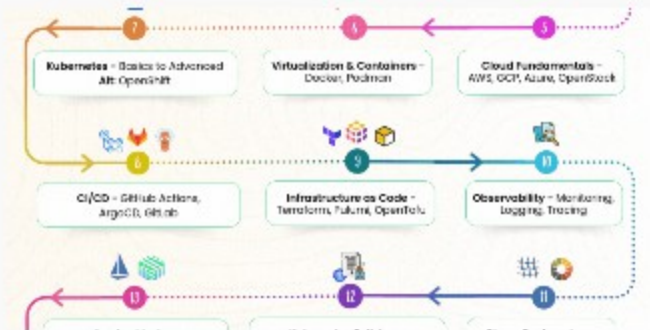 7
6
5
Kubernetes - Basics to Advanced
Alt: OpenShift
Virtualization & Containers -
Docker, Podman
Cloud Fundamentals -
AWS, GCP, Azure, OpenStack
8
9
10
CI/CD - GitHub Actions,
ArgoCD, GitLab
Infrastructure as Code -
Terraform, Pulumi, OpenTofu
Observability - Monitoring,
Logging, Tracing
13
12
11